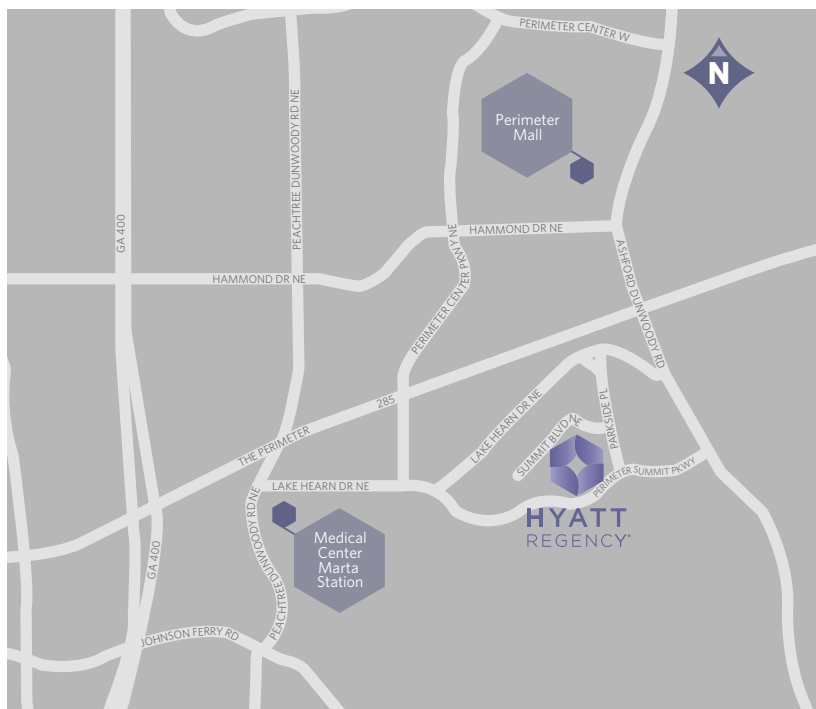 PERIMETER CENTER W
N
PEACHTREE DUNWOODY RD NE
Perimeter
Mall
GA 400
HAMMOND DR NE
PERIMETER CENTER PKWY NE
ASHFORD DUNWOODY RD
HAMMOND DR NE
285
THE PERIMETER
LAKE HEARN DR NE
PARKSIDE PL
SUMMIT BLVD NE
PERIMETER SUMMIT PKWY
LAKE HEARN DR NE
HYATT
REGENCY®
PEACHTREE DUNWOODY RD NE
Medical
Center
Marta
Station
GA 400
JOHNSON FERRY RD